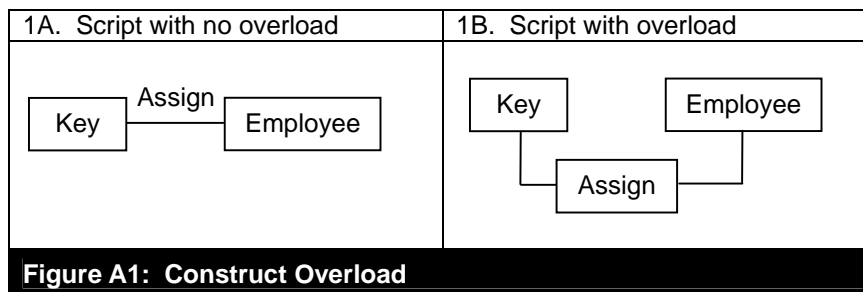 1A. Script with no overload
1B. Script with overload
Assign
Key
Employee
Key
Employee
Assign
Figure A1: Construct Overload